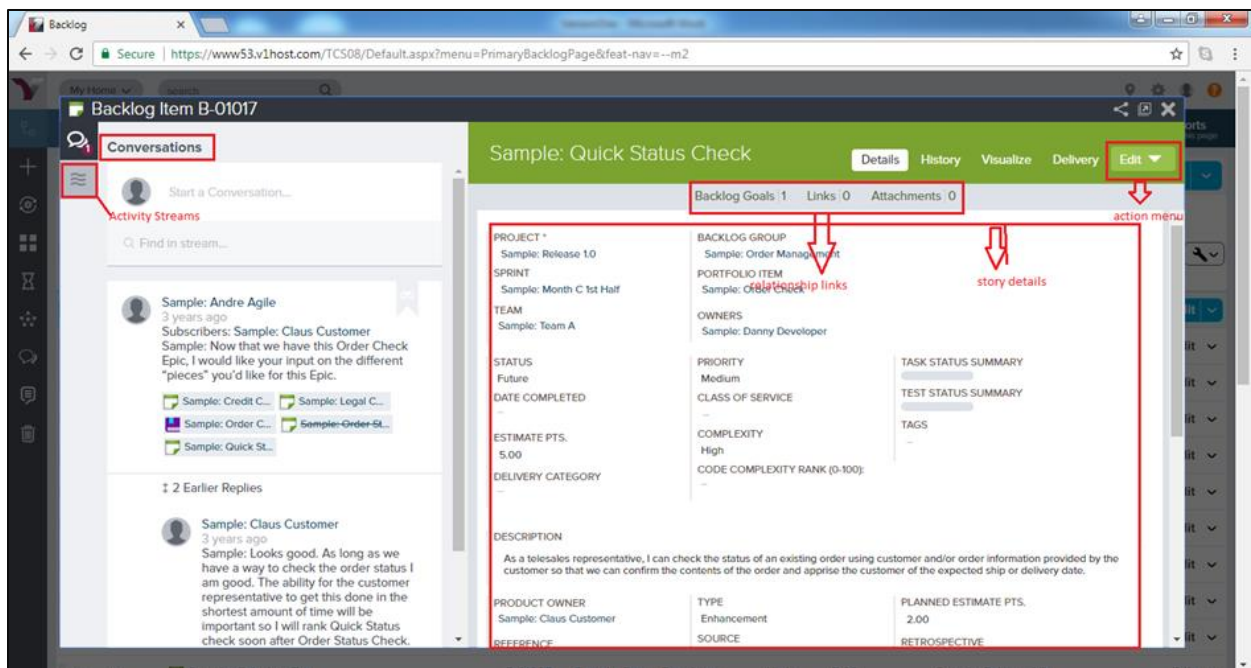 Backlog
Secure | https://www53.v1host.com/TCS08/Default.aspx?menu=PrimaryBacklogPage&feat-nav=--m2
My Home
search
Backlog Item B-01017
Conversations
Activity Streams
Start a Conversation...
Find in stream...
Sample: Andre Agile
3 years ago
Subscribers: Sample: Claus Customer
Sample: Now that we have this Order Check
Epic, I would like your input on the different
"pieces" you'd like for this Epic.
Sample: Credit C... Sample: Legal C...
Sample: Order C... Sample: Order St...
Sample: Quick St...
2 Earlier Replies
Sample: Claus Customer
3 years ago
Sample: Looks good. As long as we
have a way to check the order status I
am good. The ability for the customer
representative to get this done in the
shortest amount of time will be
important so I will rank Quick Status
check soon after Order Status Check.
Sample: Quick Status Check
Details History Visualize Delivery Edit
action menu
Backlog Goals 1 Links 0 Attachments 0
relationship links
story details
PROJECT * BACKLOG GROUP
Sample: Release 1.0 Sample: Order Management
SPRINT PORTFOLIO ITEM
Sample: Month C 1st Half Sample: Order Check
TEAM OWNERS
Sample: Team A Sample: Danny Developer
STATUS PRIORITY TASK STATUS SUMMARY
Future Medium
DATE COMPLETED CLASS OF SERVICE TEST STATUS SUMMARY
– –
ESTIMATE PTS. COMPLEXITY TAGS
5.00 High –
DELIVERY CATEGORY CODE COMPLEXITY RANK (0-100):
– –
DESCRIPTION
As a telesales representative, I can check the status of an existing order using customer and/or order information provided by the
customer so that we can confirm the contents of the order and apprise the customer of the expected ship or delivery date.
PRODUCT OWNER TYPE PLANNED ESTIMATE PTS.
Sample: Claus Customer Enhancement 2.00
REFERENCE SOURCE RETROSPECTIVE